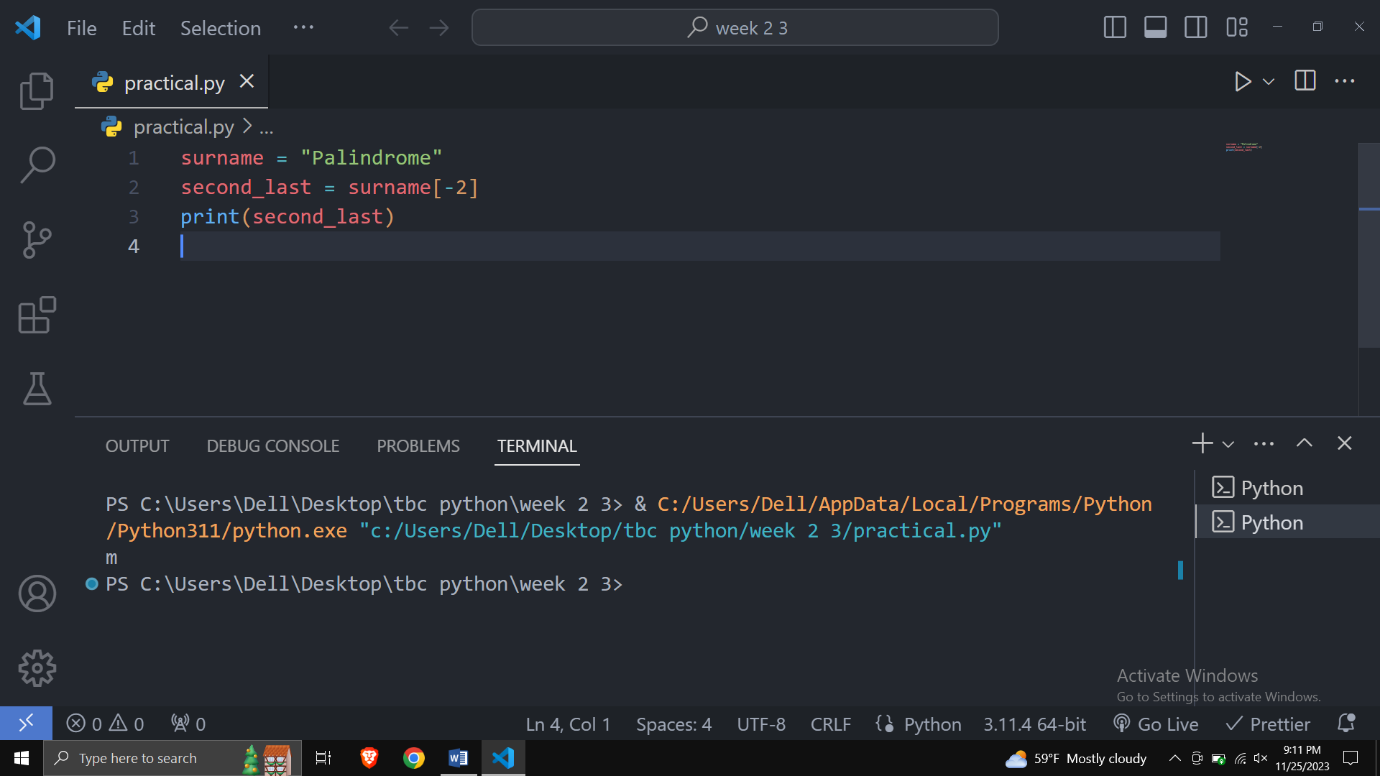 File Edit Selection ··· week 2 3
practical.py
practical.py > ...
1 surname = "Palindrome"
2 second_last = surname[-2]
3 print(second_last)
4
OUTPUT DEBUG CONSOLE PROBLEMS TERMINAL
PS C:\Users\Dell\Desktop\tbc python\week 2 3> & C:/Users/Dell/AppData/Local/Programs/Python
/Python311/python.exe "c:/Users/Dell/Desktop/tbc python/week 2 3/practical.py"
m
PS C:\Users\Dell\Desktop\tbc python\week 2 3>
Python
Python
Activate Windows
Go to Settings to activate Windows.
0 0 0 Ln 4, Col 1 Spaces: 4 UTF-8 CRLF Python 3.11.4 64-bit Go Live Prettier
Type here to search 59°F Mostly cloudy 9:11 PM
11/25/2023